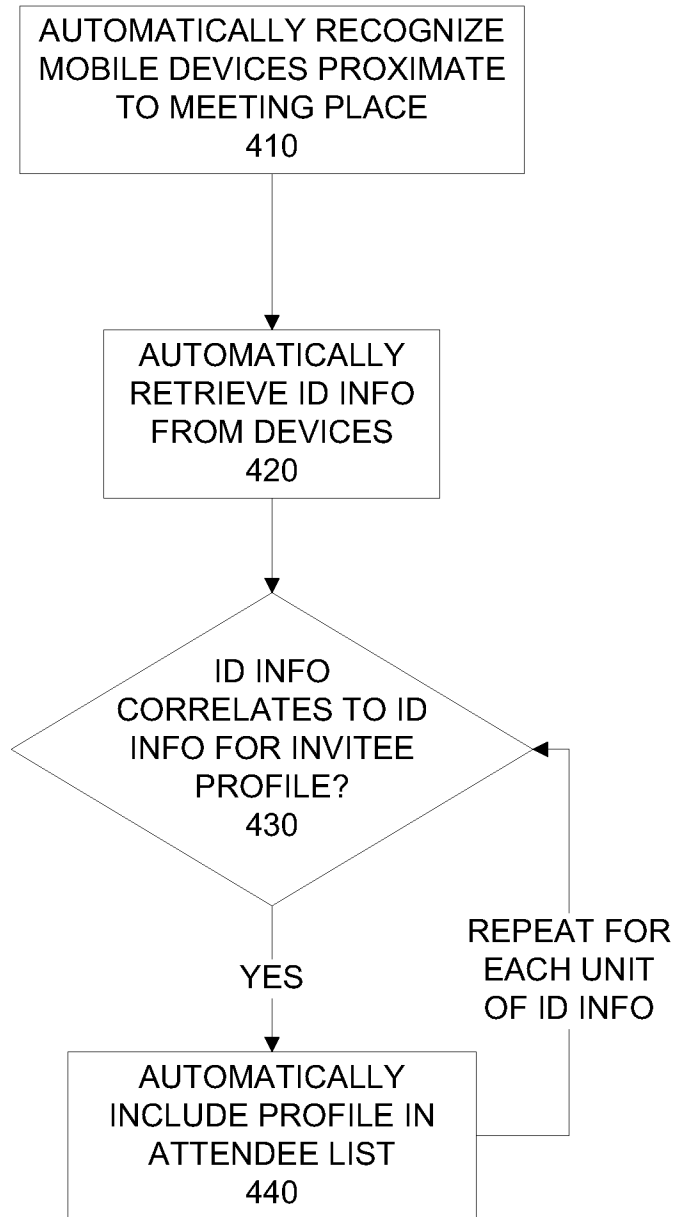 AUTOMATICALLY RECOGNIZE
MOBILE DEVICES PROXIMATE
TO MEETING PLACE
410
AUTOMATICALLY
RETRIEVE ID INFO
FROM DEVICES
420
ID INFO
CORRELATES TO ID
INFO FOR INVITEE
PROFILE?
430
YES
REPEAT FOR
EACH UNIT
OF ID INFO
AUTOMATICALLY
INCLUDE PROFILE IN
ATTENDEE LIST
440